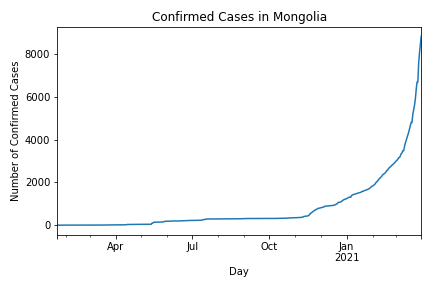 Confirmed Cases in Mongolia
Number of Confirmed Cases
8000
6000
4000
2000
0
Apr
Jul
Oct
Jan
2021
Day